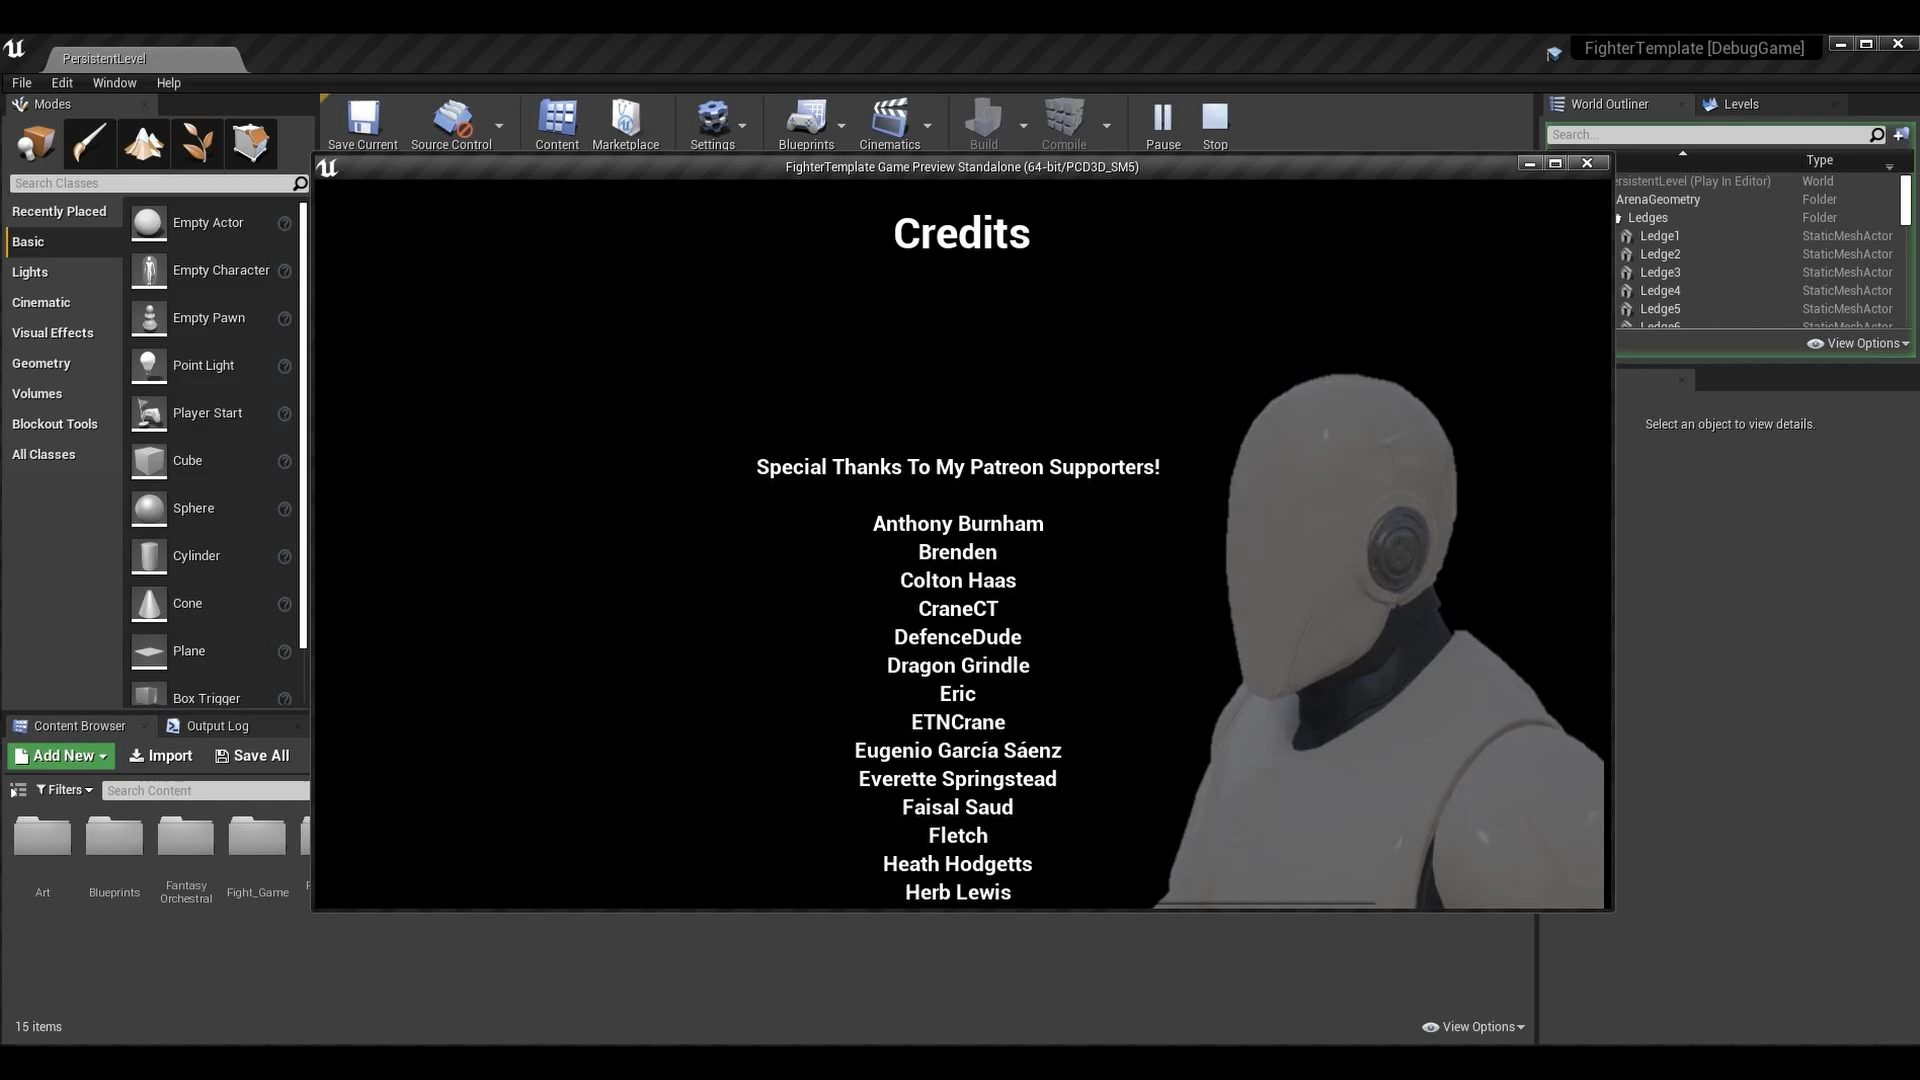 PersistentLevel
FighterTemplate [DebugGame]
File Edit Window Help
Modes
Save Current
Source Control
Content
Marketplace
Settings
Blueprints
Cinematics
Build
Compile
Pause
Stop
World Outliner
Levels
Search...
Search Classes
Recently Placed
Basic
Lights
Cinematic
Visual Effects
Geometry
Volumes
Blockout Tools
All Classes
Empty Actor
Empty Character
Empty Pawn
Point Light
Player Start
Cube
Sphere
Cylinder
Cone
Plane
Box Trigger
FighterTemplate Game Preview Standalone (64-bit/PCD3D_SM5)
Credits
Special Thanks To My Patreon Supporters!
Anthony Burnham
Brenden
Colton Haas
CraneCT
DefenceDude
Dragon Grindle
Eric
ETNCrane
Eugenio García Sáenz
Everette Springstead
Faisal Saud
Fletch
Heath Hodgetts
Herb Lewis
Type
ersistentLevel (Play In Editor) World
ArenaGeometry Folder
Ledges Folder
Ledge1 StaticMeshActor
Ledge2 StaticMeshActor
Ledge3 StaticMeshActor
Ledge4 StaticMeshActor
Ledge5 StaticMeshActor
Ledge6 StaticMeshActor
View Options
Select an object to view details.
Content Browser
Output Log
Add New
Import
Save All
Filters
Search Content
Art
Blueprints
Fantasy
Orchestral
Fight_Game
15 items
View Options